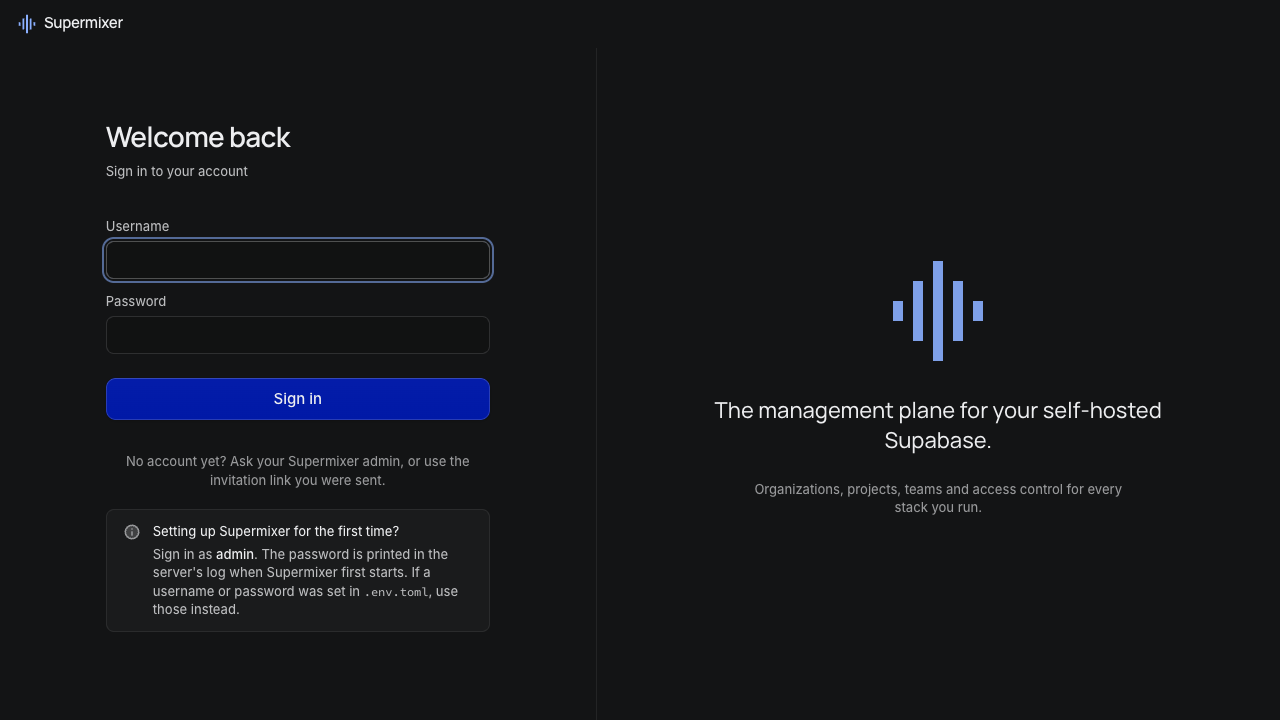 Supermixer
Welcome back
Sign in to your account
Username
Password
Sign in
No account yet? Ask your Supermixer admin, or use the
invitation link you were sent.
Setting up Supermixer for the first time?
Sign in as admin. The password is printed in the
server's log when Supermixer first starts. If a
username or password was set in .env.toml, use
those instead.
The management plane for your self-hosted
Supabase.
Organizations, projects, teams and access control for every
stack you run.